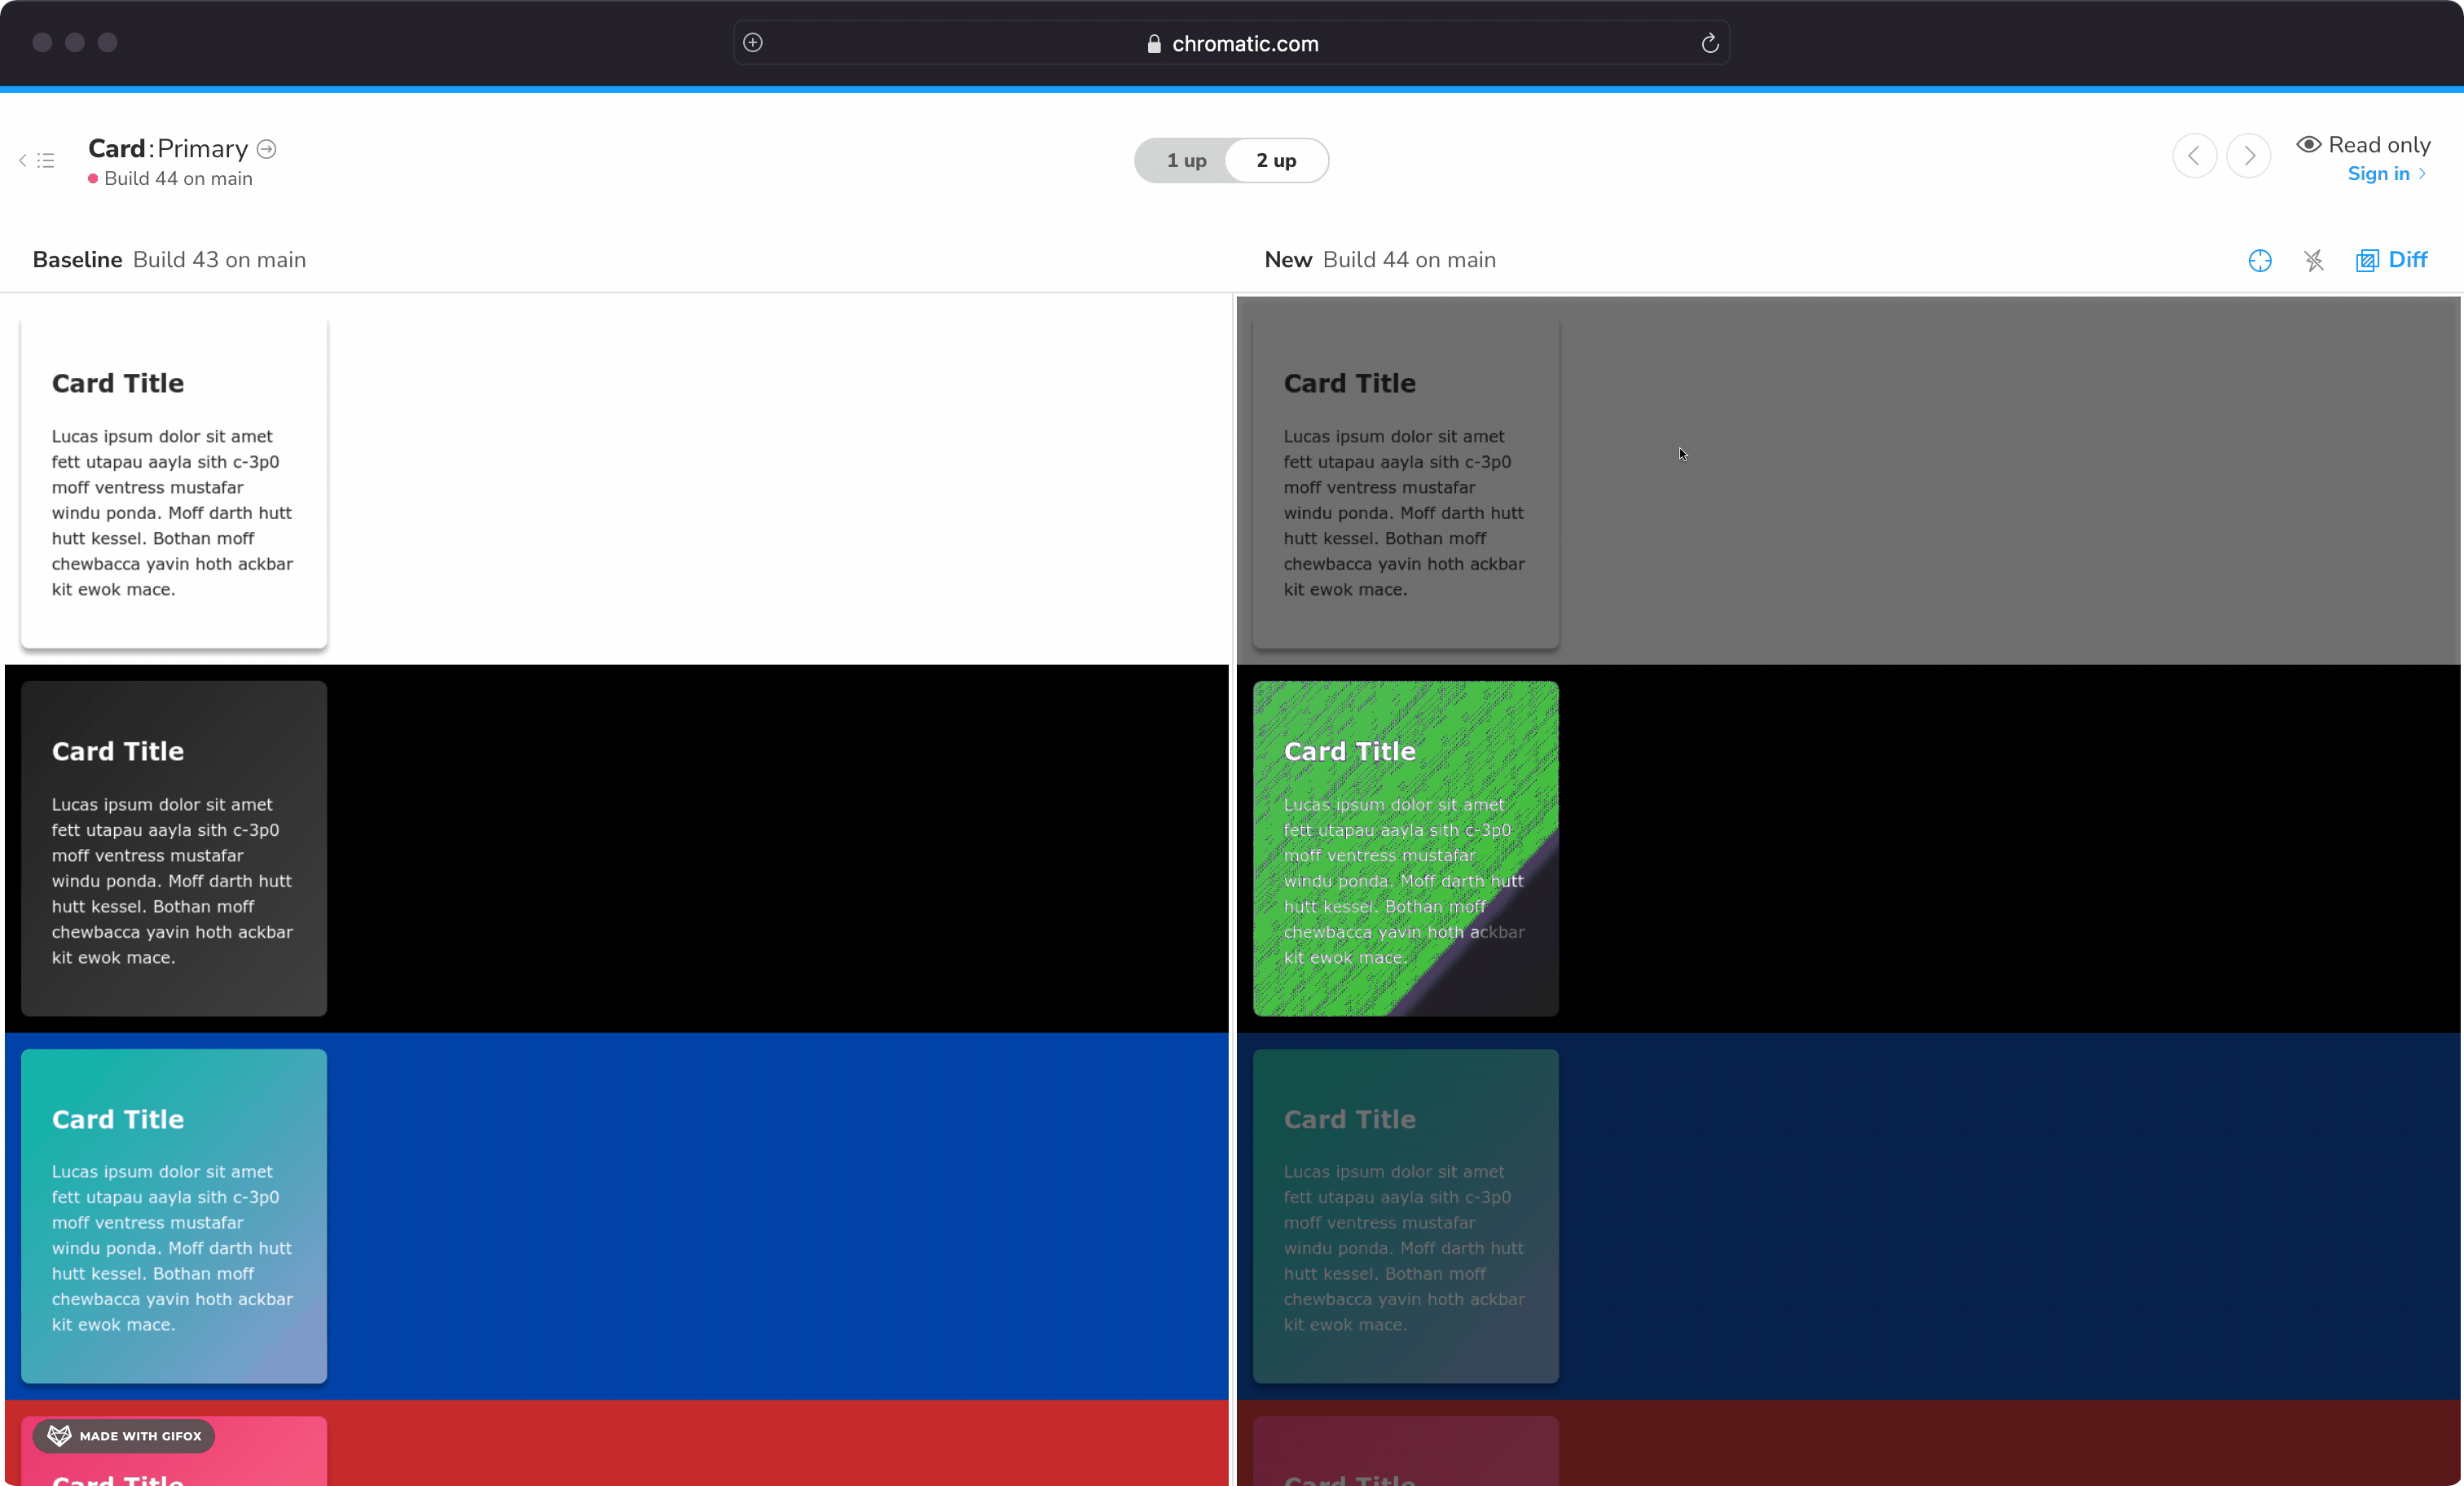 chromatic.com
Card: Primary
Build 44 on main
1 up 2 up
Read only
Sign in
Baseline Build 43 on main
New Build 44 on main
Diff
Card Title
Lucas ipsum dolor sit amet
fett utapau aayla sith c-3p0
moff ventress mustafar
windu ponda. Moff darth hutt
hutt kessel. Bothan moff
chewbacca yavin hoth ackbar
kit ewok mace.
Card Title
Lucas ipsum dolor sit amet
fett utapau aayla sith c-3p0
moff ventress mustafar
windu ponda. Moff darth hutt
hutt kessel. Bothan moff
chewbacca yavin hoth ackbar
kit ewok mace.
Card Title
Lucas ipsum dolor sit amet
fett utapau aayla sith c-3p0
moff ventress mustafar
windu ponda. Moff darth hutt
hutt kessel. Bothan moff
chewbacca yavin hoth ackbar
kit ewok mace.
Card Title
Lucas ipsum dolor sit amet
fett utapau aayla sith c-3p0
moff ventress mustafar
windu ponda. Moff darth hutt
hutt kessel. Bothan moff
chewbacca yavin hoth ackbar
kit ewok mace.
Card Title
Lucas ipsum dolor sit amet
fett utapau aayla sith c-3p0
moff ventress mustafar
windu ponda. Moff darth hutt
hutt kessel. Bothan moff
chewbacca yavin hoth ackbar
kit ewok mace.
Card Title
Lucas ipsum dolor sit amet
fett utapau aayla sith c-3p0
moff ventress mustafar
windu ponda. Moff darth hutt
hutt kessel. Bothan moff
chewbacca yavin hoth ackbar
kit ewok mace.
MADE WITH GIFOX
Card Title
Card Title